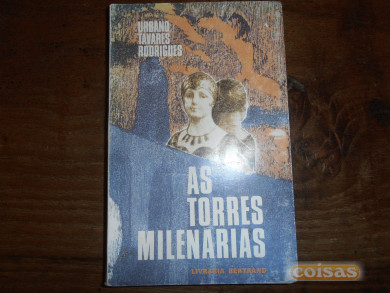 URBANO
TAVARES
RODRIGUES
AS
TORRES
MILENÁRIAS
LIVRARIA BERTRAND
coisas